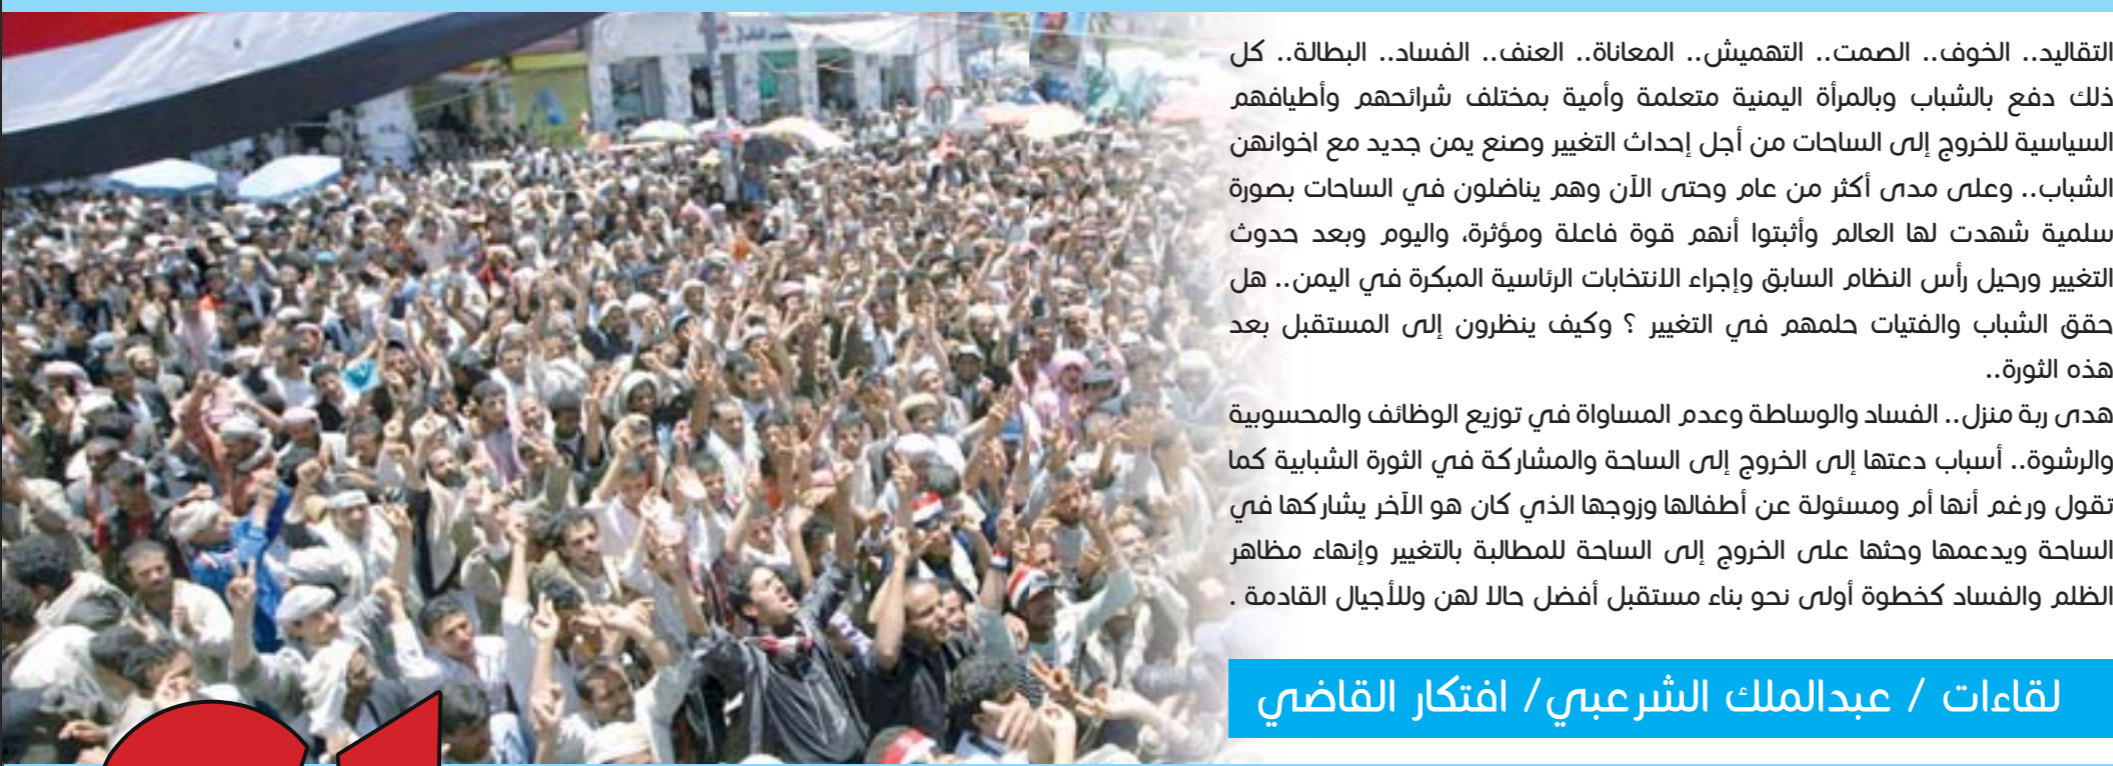 التقاليد.. الخوف.. الصمت.. التهميش.. المعاناة.. العنف.. الفساد.. البطالة.. كل
ذلك دفع بالشباب وبالمرأة اليمنية متعلمة وأمية بمختلف شرائحهم وأطيافهم
السياسية للخروج إلى الساحات من أجل إحداث التغيير وصنع يمن جديد مع اخوانهن
الشباب.. وعلى مدى أكثر من عام وحتى الآن وهم يناضلون في الساحات بصورة
سلمية شهدت لها العالم وأثبتوا أنهم قوة فاعلة ومؤثرة، واليوم وبعد حدوث
التغيير ورحيل رأس النظام السابق وإجراء الانتخابات الرئاسية المبكرة في اليمن.. هل
حقق الشباب والفتيات حلمهم في التغيير ؟ وكيف ينظرون إلى المستقبل بعد
هذه الثورة..
هدى ربة منزل.. الفساد والوساطة وعدم المساواة في توزيع الوظائف والمحسوبية
والرشوة.. أسباب دعتها إلى الخروج إلى الساحة والمشاركة في الثورة الشبابية كما
تقول ورغم أنها أم ومسئولة عن أطفالها وزوجها الذي كان هو الآخر يشاركها في
الساحة ويدعمها وحثها على الخروج إلى الساحة للمطالبة بالتغيير وإنهاء مظاهر
الظلم والفساد كخطوة أولى نحو بناء مستقبل أفضل حالا لهن وللأجيال القادمة .
لقاءات / عبدالملك الشرعبي/ افتكار القاضي